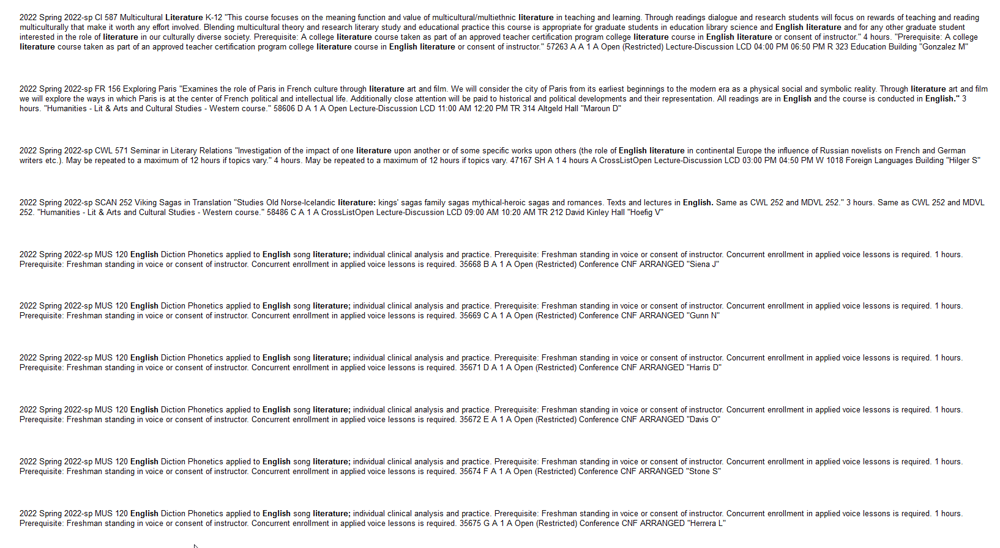 2022 Spring 2022-sp CI 587 Multicultural Literature K-12 "This course focuses on the meaning function and value of multicultural/multiethnic literature in teaching and learning. Through readings dialogue and research students will focus on rewards of teaching and reading
multiculturally that make it worth any effort involved. Blending multicultural theory and research literary study and educational practice this course is appropriate for graduate students in education library science and English literature and for any other graduate student
interested in the role of literature in our culturally diverse society. Prerequisite: A college literature course taken as part of an approved teacher certification program college literature course in English literature or consent of instructor." 4 hours. "Prerequisite: A college
literature course taken as part of an approved teacher certification program college literature course in English literature or consent of instructor." 57263 A A 1 A Open (Restricted) Lecture-Discussion LCD 04:00 PM 06:50 PM R 323 Education Building "Gonzalez M"
2022 Spring 2022-sp FR 156 Exploring Paris "Examines the role of Paris in French culture through literature art and film. We will consider the city of Paris from its earliest beginnings to the modern era as a physical social and symbolic reality. Through literature art and film
we will explore the ways in which Paris is at the center of French political and intellectual life. Additionally close attention will be paid to historical and political developments and their representation. All readings are in English and the course is conducted in English." 3
hours. "Humanities - Lit & Arts and Cultural Studies - Western course." 58606 D A 1 A Open Lecture-Discussion LCD 11:00 AM 12:20 PM TR 314 Altgeld Hall "Maroun D"
2022 Spring 2022-sp CWL 571 Seminar in Literary Relations "Investigation of the impact of one literature upon another or of some specific works upon others (the role of English literature in continental Europe the influence of Russian novelists on French and German
writers etc.). May be repeated to a maximum of 12 hours if topics vary." 4 hours. May be repeated to a maximum of 12 hours if topics vary. 47167 SH A 1 4 hours A CrossListOpen Lecture-Discussion LCD 03:00 PM 04:50 PM W 1018 Foreign Languages Building "Hilger S"
2022 Spring 2022-sp SCAN 252 Viking Sagas in Translation "Studies Old Norse-Icelandic literature: kings' sagas family sagas mythical-heroic sagas and romances. Texts and lectures in English. Same as CWL 252 and MDVL 252." 3 hours. Same as CWL 252 and MDVL
252. "Humanities - Lit & Arts and Cultural Studies - Western course." 58486 C A 1 A CrossListOpen Lecture-Discussion LCD 09:00 AM 10:20 AM TR 212 David Kinley Hall "Hoefig V"
2022 Spring 2022-sp MUS 120 English Diction Phonetics applied to English song literature; individual clinical analysis and practice. Prerequisite: Freshman standing in voice or consent of instructor. Concurrent enrollment in applied voice lessons is required. 1 hours.
Prerequisite: Freshman standing in voice or consent of instructor. Concurrent enrollment in applied voice lessons is required. 35668 B A 1 A Open (Restricted) Conference CNF ARRANGED "Siena J"
2022 Spring 2022-sp MUS 120 English Diction Phonetics applied to English song literature; individual clinical analysis and practice. Prerequisite: Freshman standing in voice or consent of instructor. Concurrent enrollment in applied voice lessons is required. 1 hours.
Prerequisite: Freshman standing in voice or consent of instructor. Concurrent enrollment in applied voice lessons is required. 35669 C A 1 A Open (Restricted) Conference CNF ARRANGED "Gunn N"
2022 Spring 2022-sp MUS 120 English Diction Phonetics applied to English song literature; individual clinical analysis and practice. Prerequisite: Freshman standing in voice or consent of instructor. Concurrent enrollment in applied voice lessons is required. 1 hours.
Prerequisite: Freshman standing in voice or consent of instructor. Concurrent enrollment in applied voice lessons is required. 35671 D A 1 A Open (Restricted) Conference CNF ARRANGED "Harris D"
2022 Spring 2022-sp MUS 120 English Diction Phonetics applied to English song literature; individual clinical analysis and practice. Prerequisite: Freshman standing in voice or consent of instructor. Concurrent enrollment in applied voice lessons is required. 1 hours.
Prerequisite: Freshman standing in voice or consent of instructor. Concurrent enrollment in applied voice lessons is required. 35672 E A 1 A Open (Restricted) Conference CNF ARRANGED "Davis O"
2022 Spring 2022-sp MUS 120 English Diction Phonetics applied to English song literature; individual clinical analysis and practice. Prerequisite: Freshman standing in voice or consent of instructor. Concurrent enrollment in applied voice lessons is required. 1 hours.
Prerequisite: Freshman standing in voice or consent of instructor. Concurrent enrollment in applied voice lessons is required. 35674 F A 1 A Open (Restricted) Conference CNF ARRANGED "Stone S"
2022 Spring 2022-sp MUS 120 English Diction Phonetics applied to English song literature; individual clinical analysis and practice. Prerequisite: Freshman standing in voice or consent of instructor. Concurrent enrollment in applied voice lessons is required. 1 hours.
Prerequisite: Freshman standing in voice or consent of instructor. Concurrent enrollment in applied voice lessons is required. 35675 G A 1 A Open (Restricted) Conference CNF ARRANGED "Herrera L"